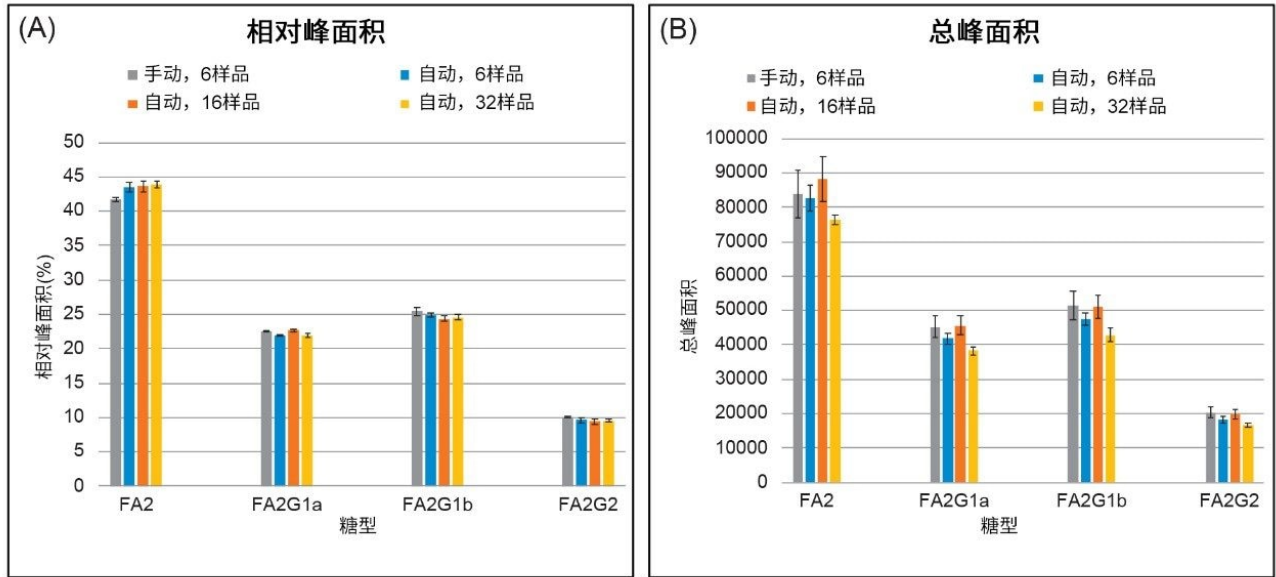 (A)
相对峰面积
手动，6样品
自动，6样品
自动，16样品
自动，32样品
50
45
40
35
30
25
20
15
10
5
0
相对峰面积(%)
FA2
FA2G1a
FA2G1b
FA2G2
糖型
(B)
总峰面积
手动，6样品
自动，6样品
自动，16样品
自动，32样品
100000
90000
80000
70000
60000
50000
40000
30000
20000
10000
0
总峰面积
FA2
FA2G1a
FA2G1b
FA2G2
糖型